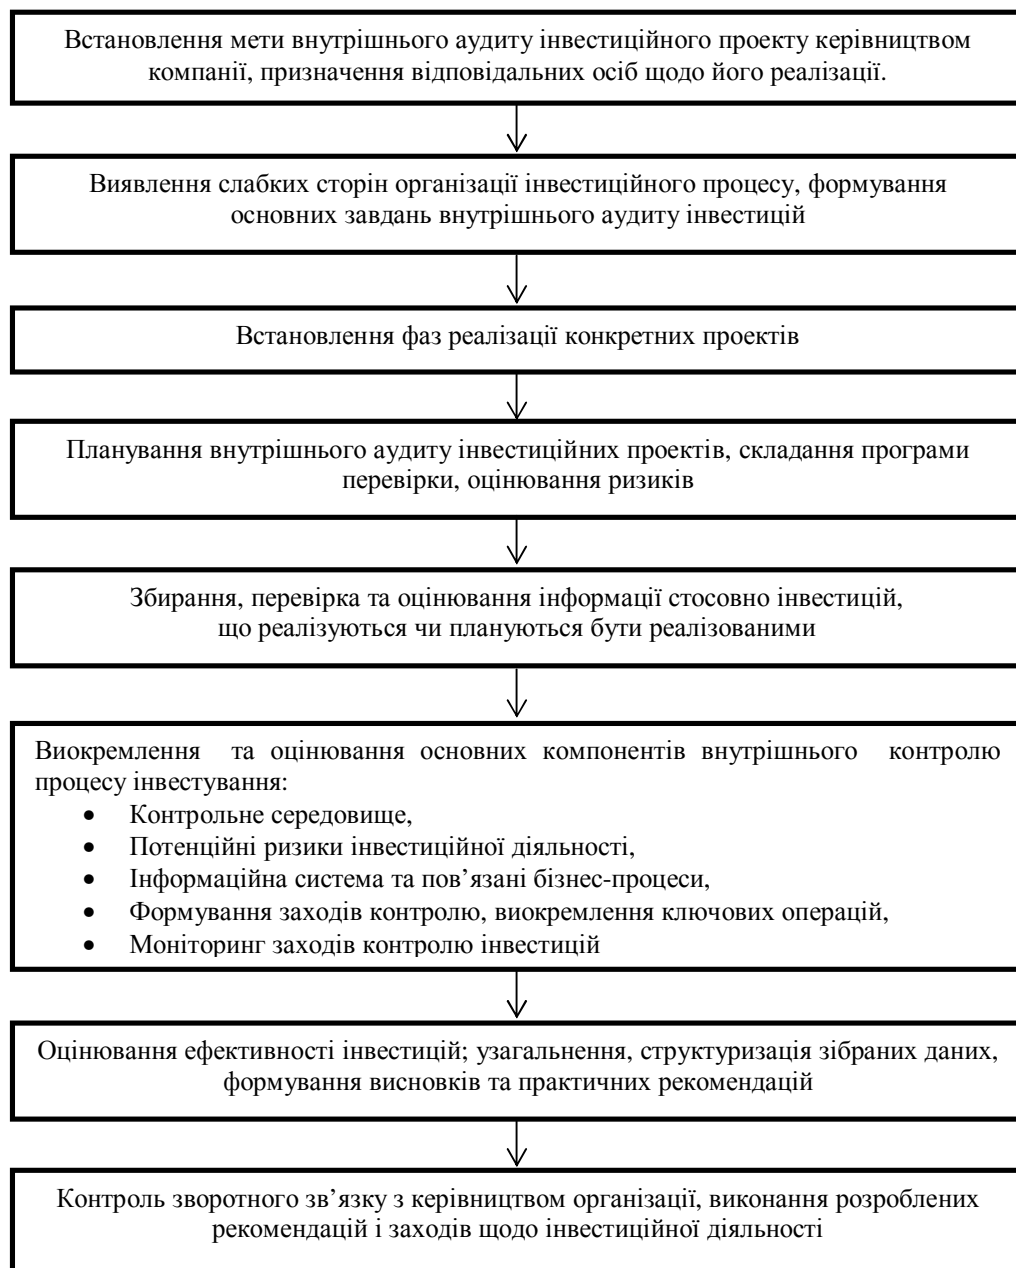 Встановлення мети внутрішнього аудиту інвестиційного проекту керівництвом
компанії, призначення відповідальних осіб щодо його реалізації.
Виявлення слабких сторін організації інвестиційного процесу, формування
основних завдань внутрішнього аудиту інвестицій
Встановлення фаз реалізації конкретних проектів
Планування внутрішнього аудиту інвестиційних проектів, складання програми
перевірки, оцінювання ризиків
Збирання, перевірка та оцінювання інформації стосовно інвестицій,
що реалізуються чи плануються бути реалізованими
Виокремлення та оцінювання основних компонентів внутрішнього контролю
процесу інвестування:
• Контрольне середовище,
• Потенційні ризики інвестиційної діяльності,
• Інформаційна система та пов’язані бізнес-процеси,
• Формування заходів контролю, виокремлення ключових операцій,
• Моніторинг заходів контролю інвестицій
Оцінювання ефективності інвестицій; узагальнення, структуризація зібраних даних,
формування висновків та практичних рекомендацій
Контроль зворотного зв’язку з керівництвом організації, виконання розроблених
рекомендацій і заходів щодо інвестиційної діяльності